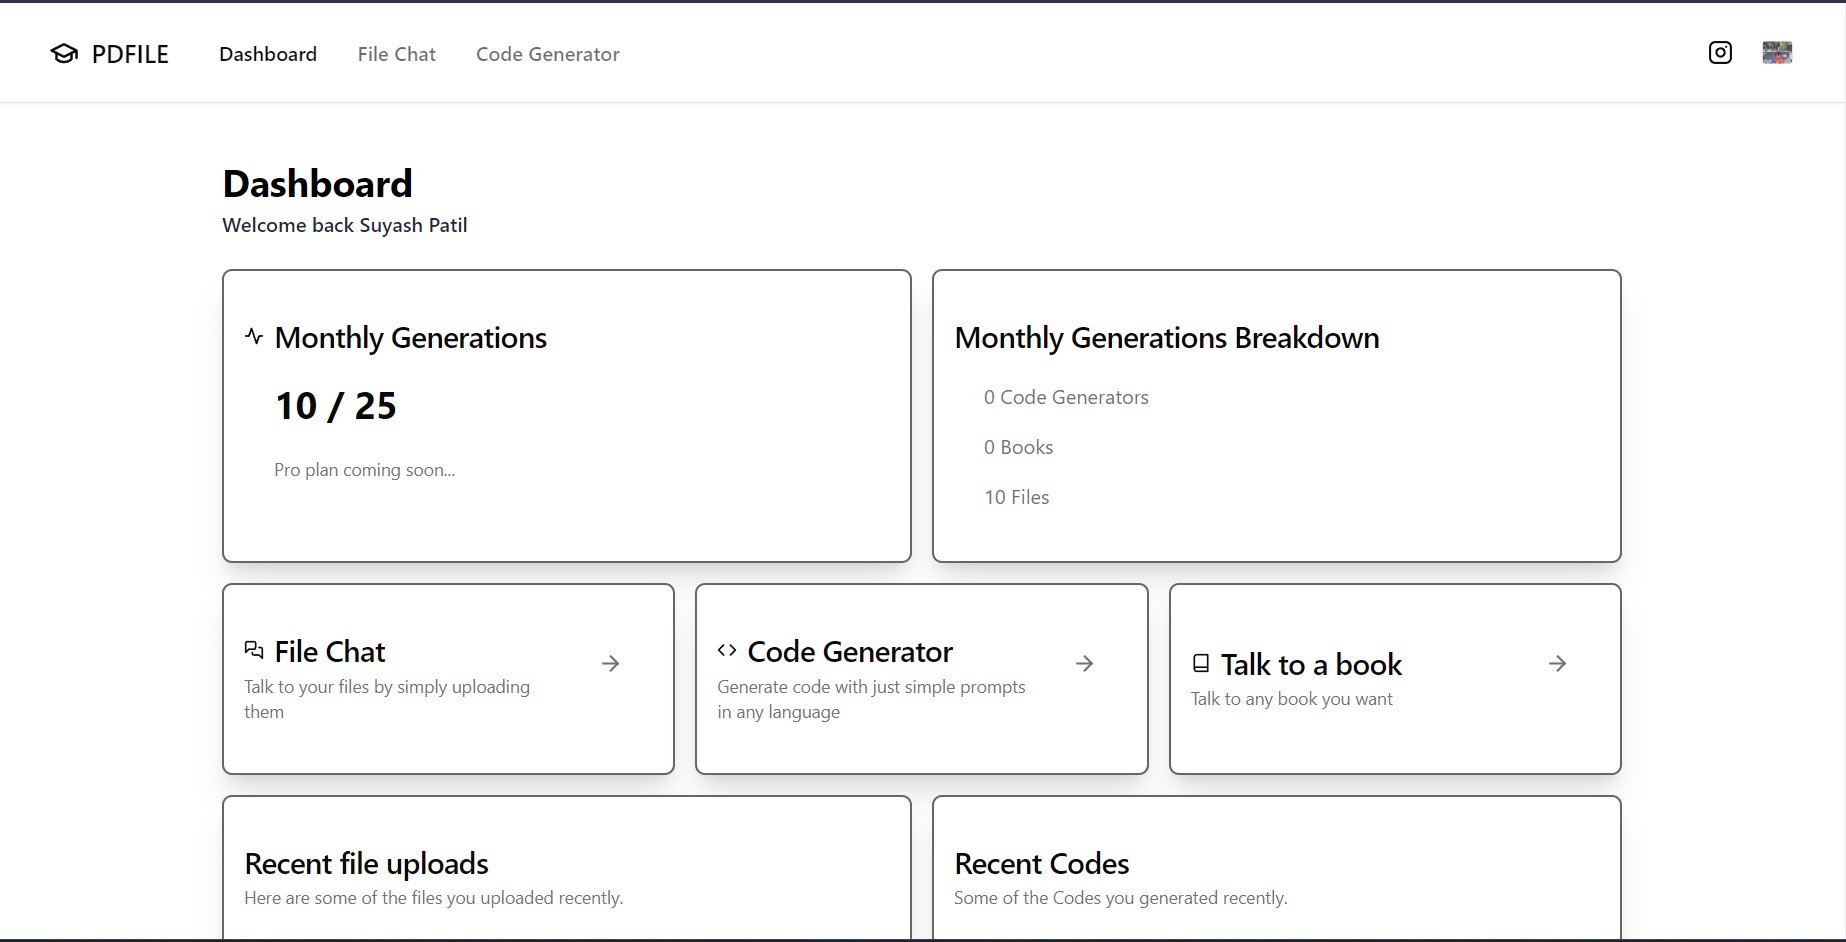 PDFILE Dashboard File Chat Code Generator
Dashboard
Welcome back Suyash Patil
Monthly Generations
10 / 25
Pro plan coming soon...
Monthly Generations Breakdown
0 Code Generators
0 Books
10 Files
File Chat
Talk to your files by simply uploading
them
Code Generator
Generate code with just simple prompts
in any language
Talk to a book
Talk to any book you want
Recent file uploads
Here are some of the files you uploaded recently.
Recent Codes
Some of the Codes you generated recently.